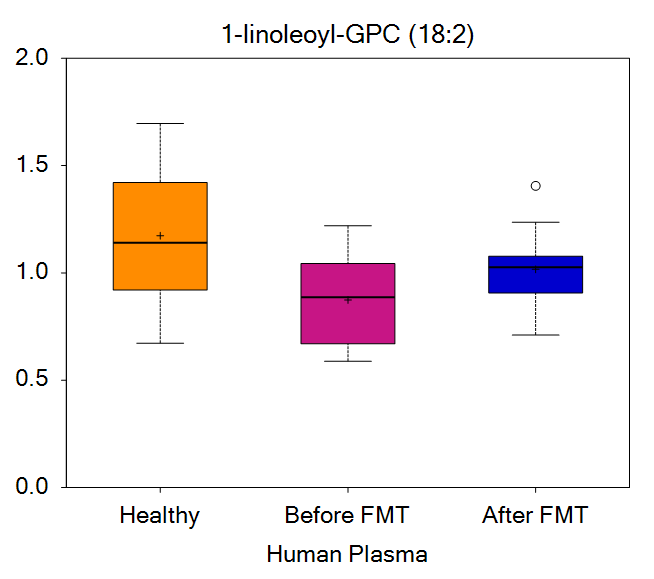 1-linoleoyl-GPC (18:2)
2.0
1.5
1.0
0.5
0.0
Healthy Before FMT After FMT
Human Plasma